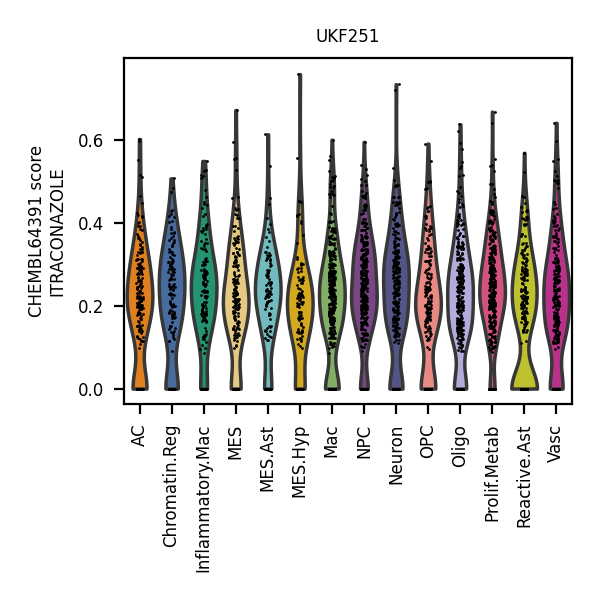 UKF251
CHEMBL64391 score
ITRACONAZOLE
0.6
0.4
0.2
0.0
AC
Chromatin.Reg
Inflammatory.Mac
MES
MES.Ast
MES.Hyp
Mac
NPC
Neuron
OPC
Oligo
Prolif.Metab
Reactive.Ast
Vasc